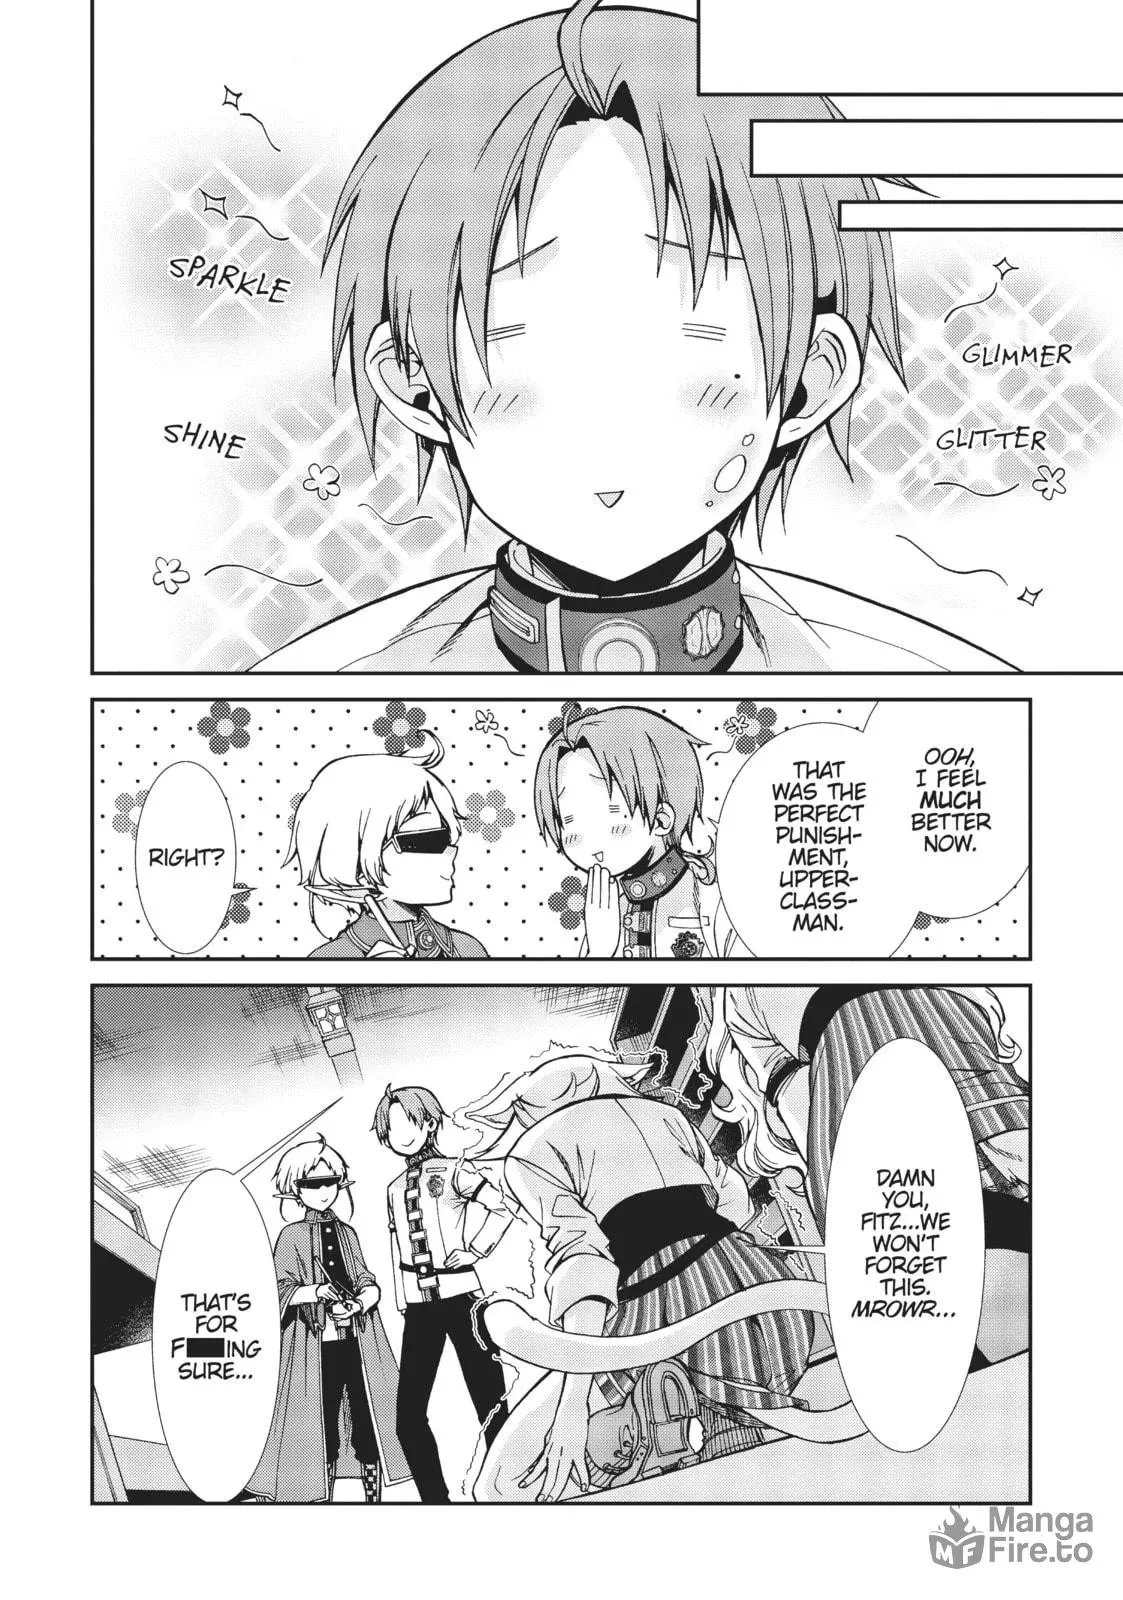 SPARKLE
GLIMMER
SHINE
GLITTER
OOH,
I FEEL
MUCH
BETTER
NOW.
THAT
WAS THE
PERFECT
PUNISH-
MENT,
UPPER-
CLASS-
MAN.
RIGHT?
DAMN
YOU,
FITZ...WE
WON'T
FORGET
THIS.
MROWR...
THAT'S
FOR
F███ING
SURE...
Manga
Fire.to
MF